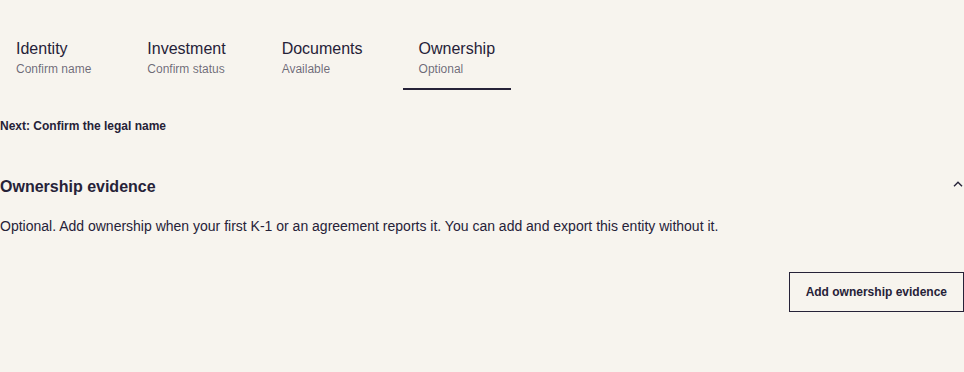 Identity
Confirm name
Investment
Confirm status
Documents
Available
Ownership
Optional
Next: Confirm the legal name
Ownership evidence
Optional. Add ownership when your first K-1 or an agreement reports it. You can add and export this entity without it.
Add ownership evidence